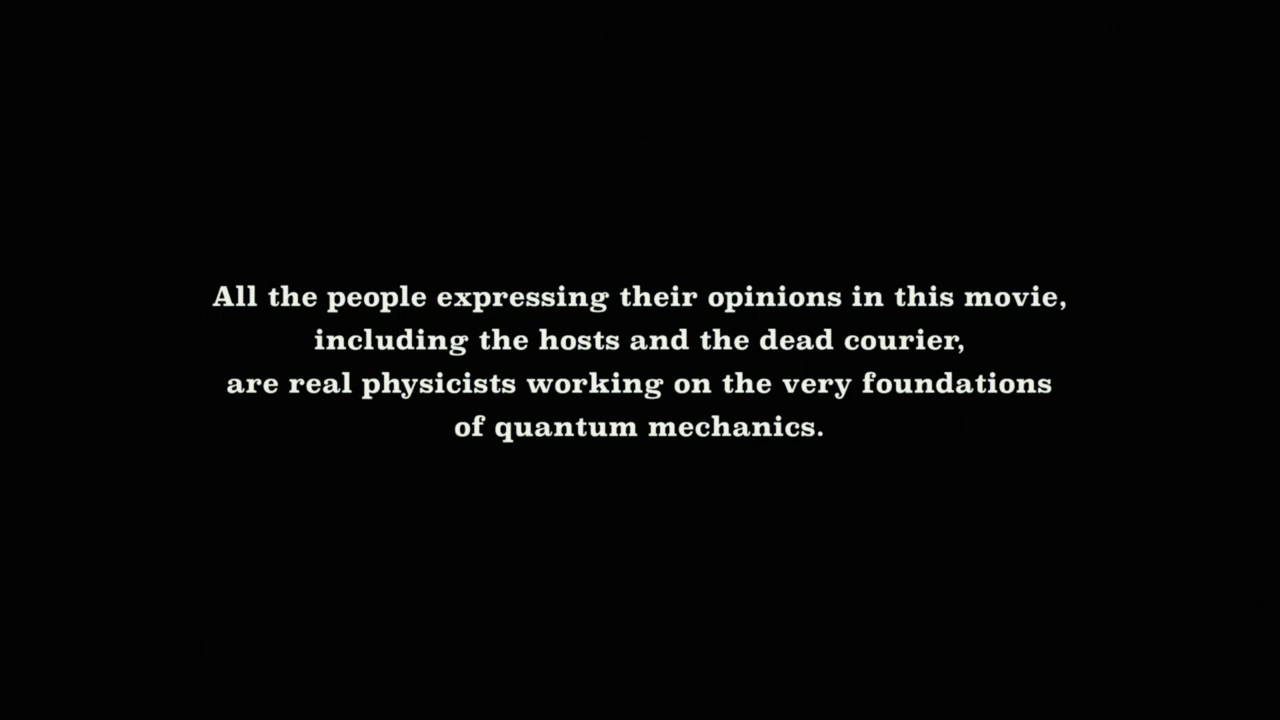 All the people expressing their opinions in this movie,
including the hosts and the dead courier,
are real physicists working on the very foundations
of quantum mechanics.